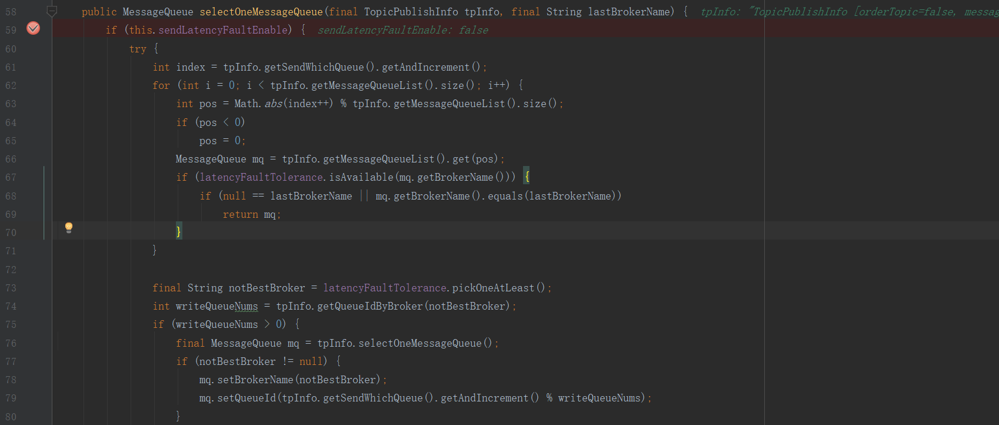 58 public MessageQueue selectOneMessageQueue(final TopicPublishInfo tpInfo, final String lastBrokerName) { tpInfo: "TopicPublishInfo [orderTopic=false, messag
59 if (this.sendLatencyFaultEnable) { sendLatencyFaultEnable: false
60 try {
61 int index = tpInfo.getSendWhichQueue().getAndIncrement();
62 for (int i = 0; i < tpInfo.getMessageQueueList().size(); i++) {
63 int pos = Math.abs(index++) % tpInfo.getMessageQueueList().size();
64 if (pos < 0)
65 pos = 0;
66 MessageQueue mq = tpInfo.getMessageQueueList().get(pos);
67 if (latencyFaultTolerance.isAvailable(mq.getBrokerName())) {
68 if (null == lastBrokerName || mq.getBrokerName().equals(lastBrokerName))
69 return mq;
70 }
71 }
72
73 final String notBestBroker = latencyFaultTolerance.pickOneAtLeast();
74 int writeQueueNums = tpInfo.getQueueIdByBroker(notBestBroker);
75 if (writeQueueNums > 0) {
76 final MessageQueue mq = tpInfo.selectOneMessageQueue();
77 if (notBestBroker != null) {
78 mq.setBrokerName(notBestBroker);
79 mq.setQueueId(tpInfo.getSendWhichQueue().getAndIncrement() % writeQueueNums);
80 }